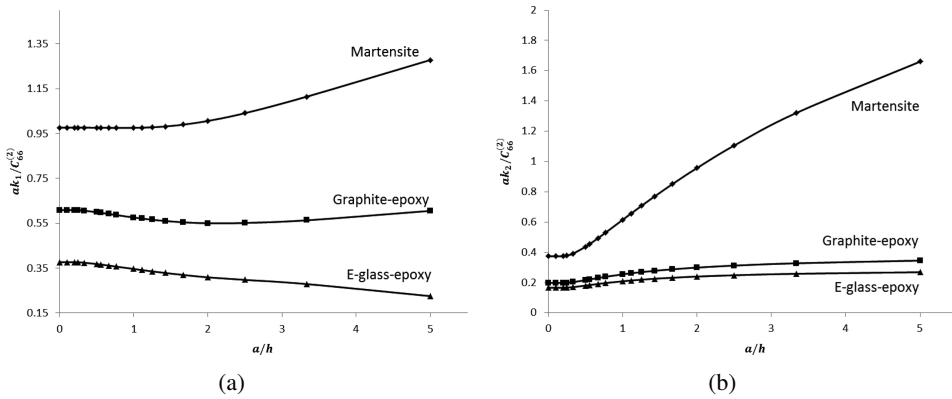 1.35
1.15
0.95
0.75
0.55
0.35
0.15
ak₁/C₆₆⁽²⁾
Martensite
Graphite-epoxy
E-glass-epoxy
0 1 2 3 4 5
a/h
(a)
2
1.8
1.6
1.4
1.2
1
0.8
0.6
0.4
0.2
0
ak₂/C₆₆⁽²⁾
Martensite
Graphite-epoxy
E-glass-epoxy
0 1 2 3 4 5
a/h
(b)